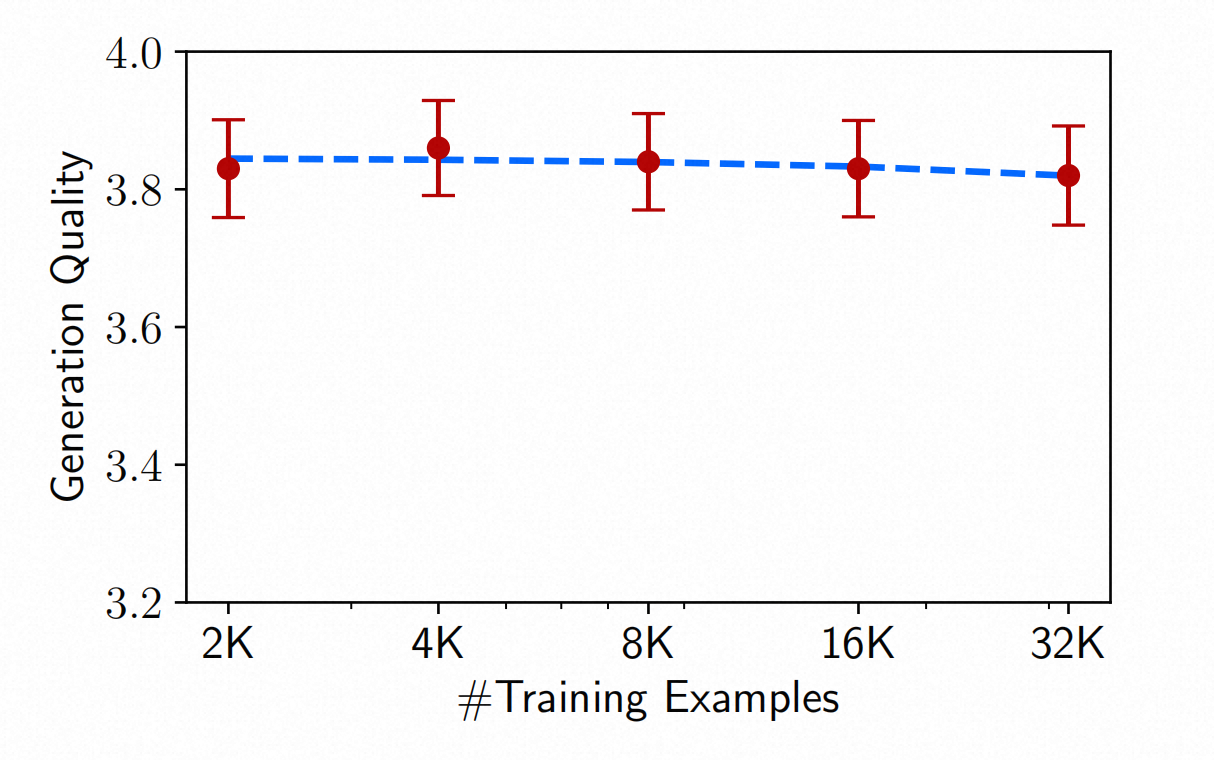 4.0
3.8
3.6
3.4
3.2
Generation Quality
2K 4K 8K 16K 32K
#Training Examples